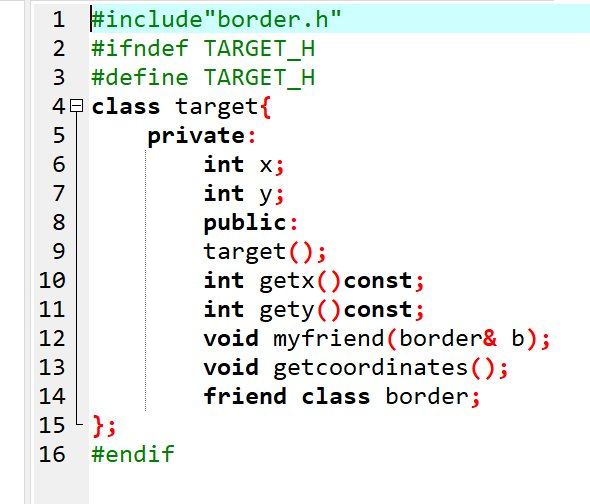 1 #include"border.h"
2 #ifndef TARGET_H
3 #define TARGET_H
4 class target{
5 private:
6 int x;
7 int y;
8 public:
9 target();
10 int getx()const;
11 int gety()const;
12 void myfriend(border& b);
13 void getcoordinates();
14 friend class border;
15 };
16 #endif